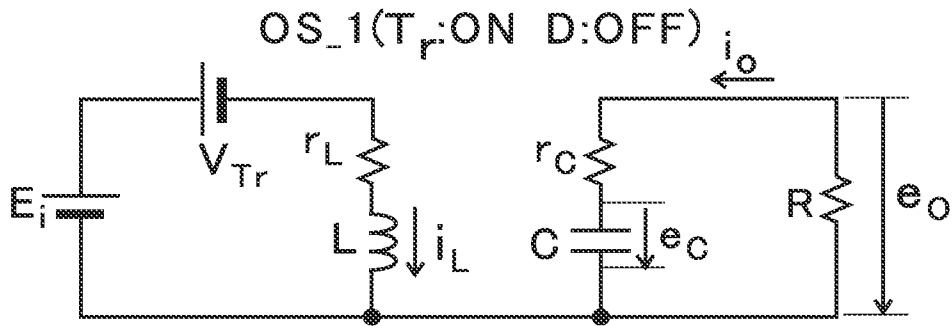 OS_1(Tr:ON D:OFF)
io
rL
rC
VTr
Ei
L
iL
C
eC
R
eO